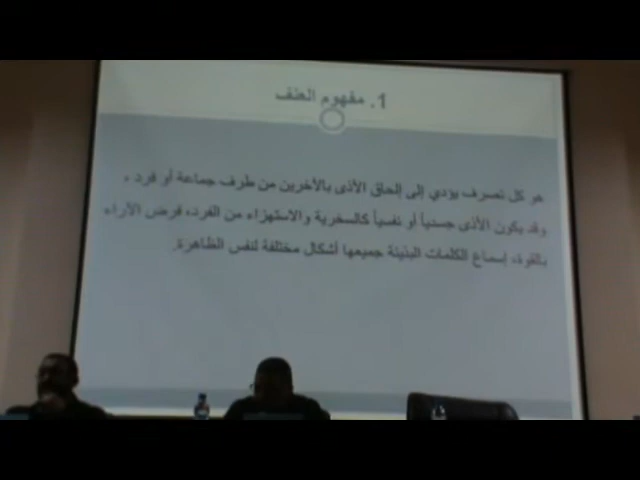 1. مفهوم العنف
هو كل تصرف يؤدي إلى إلحاق الأذى بالآخرين من طرف جماعة أو فرد ،
وقد يكون الأذى جسدياً أو نفسياً كالسخرية والاستهزاء من الفرد، فرض الآراء
بالقوة، إسماع الكلمات البذيئة جميعها أشكال مختلفة لنفس الظاهرة.